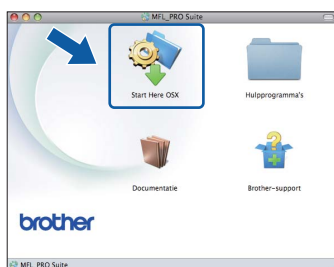 MFL_PRO Suite
Start Here OSX
Hulpprogramma's
Documentatie
Brother-support
brother
MFL_PRO Suite